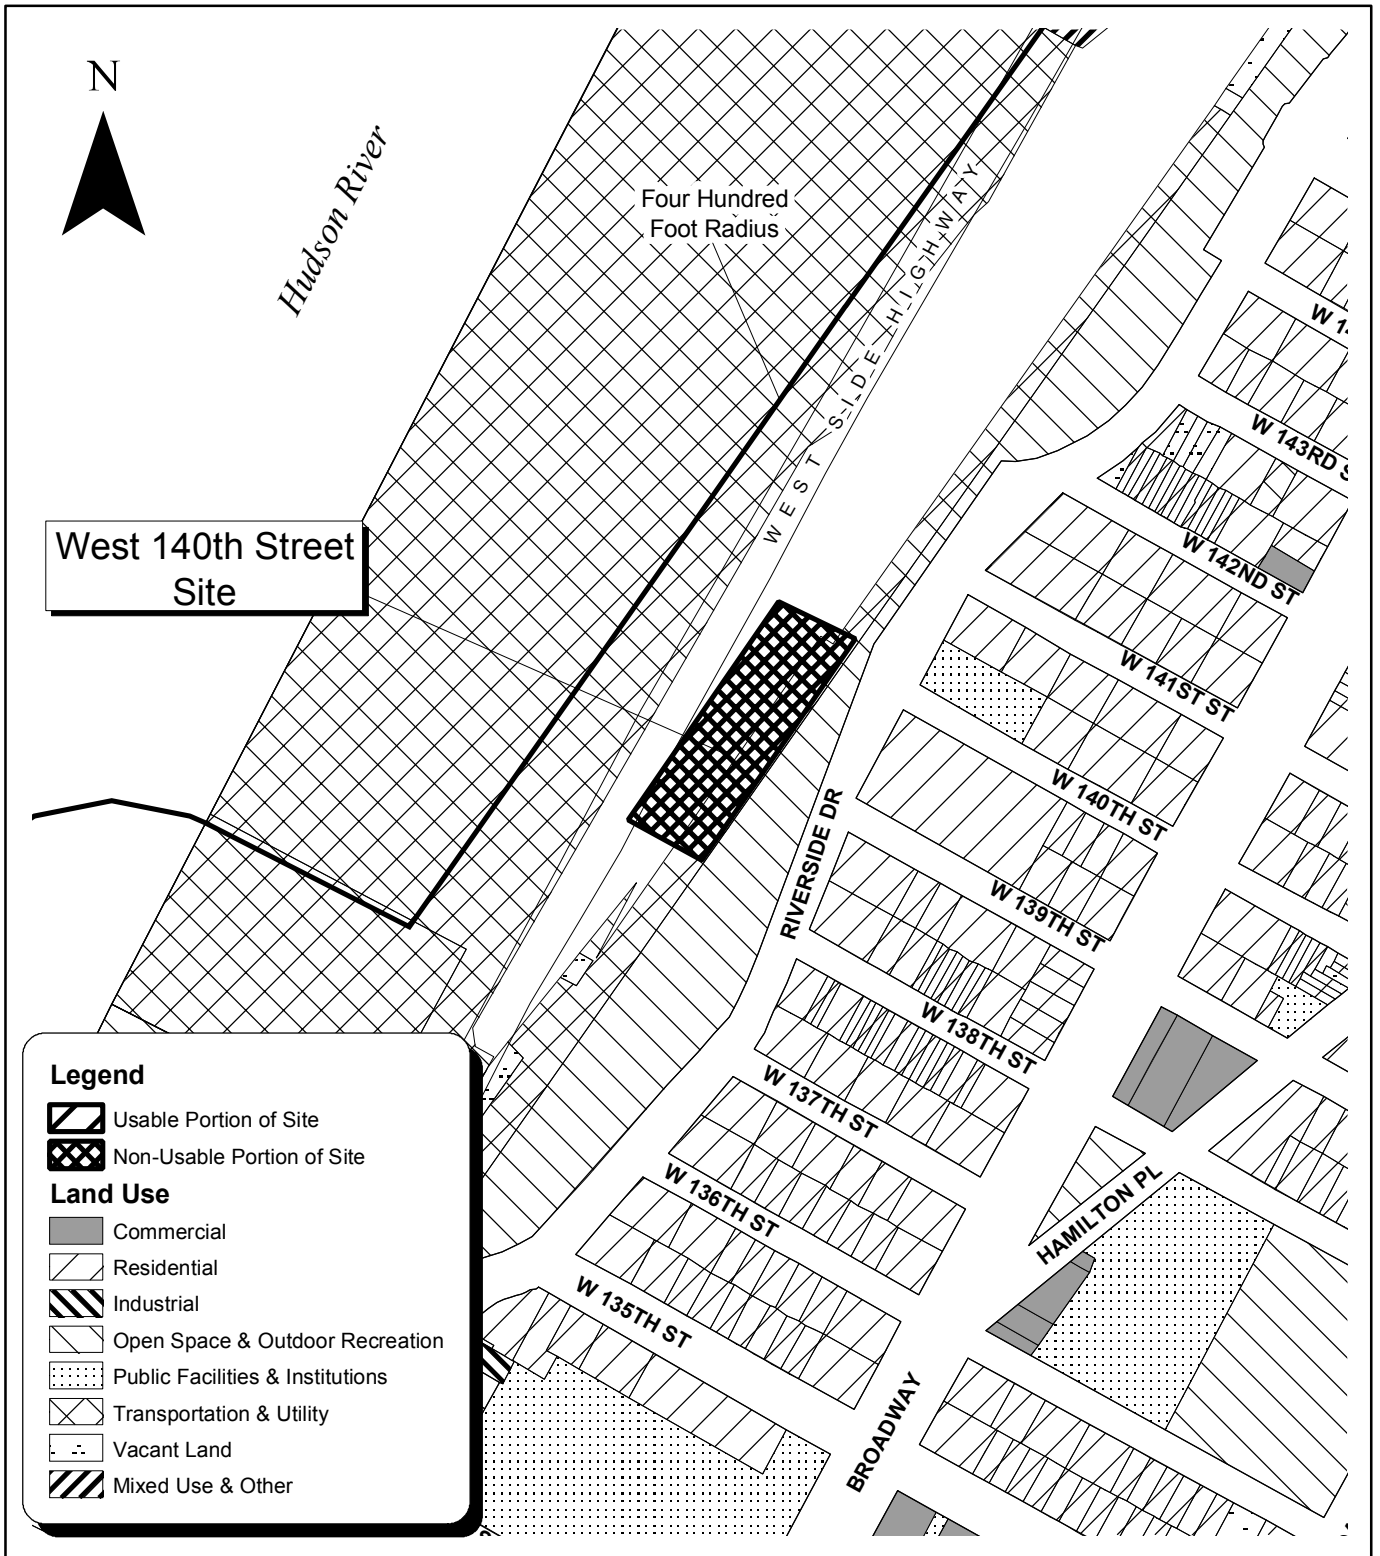 N
Hudson River
Four Hundred
Foot Radius
WEST SIDE HIGHWAY
West 140th Street
Site
W 143RD S
W 142ND ST
W 141ST ST
W 140TH ST
W 139TH ST
W 138TH ST
W 137TH ST
W 136TH ST
W 135TH ST
RIVERSIDE DR
HAMILTON PL
BROADWAY
Legend
Usable Portion of Site
Non-Usable Portion of Site
Land Use
Commercial
Residential
Industrial
Open Space & Outdoor Recreation
Public Facilities & Institutions
Transportation & Utility
Vacant Land
Mixed Use & Other